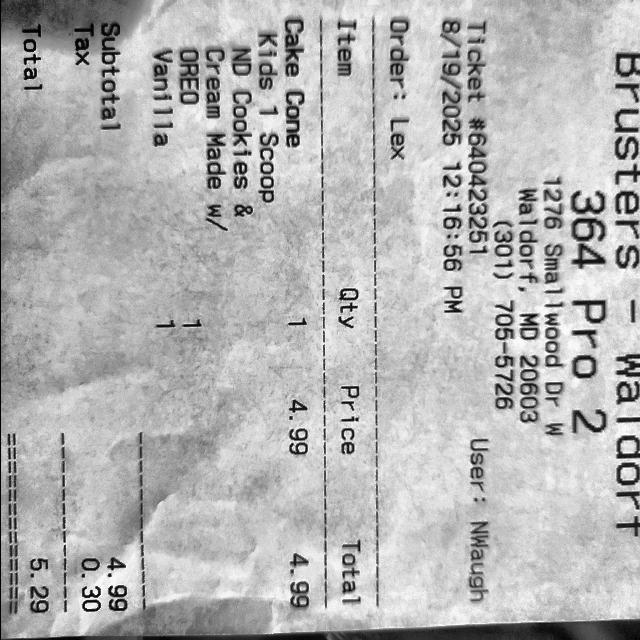 Brusters - Waldorf
364 Pro 2
1276 Smallwood Dr W
Waldorf, MD 20603
(301) 705-5726
Ticket #640423251 User: NWaugh
8/19/2025 12:16:56 PM
Order: Lex
Item Qty Price Total
Cake Cone 1 4.99 4.99
Kids 1 Scoop
ND Cookies &
Cream Made w/
OREO 1
Vanilla 1
Subtotal 4.99
Tax 0.30
Total 5.29